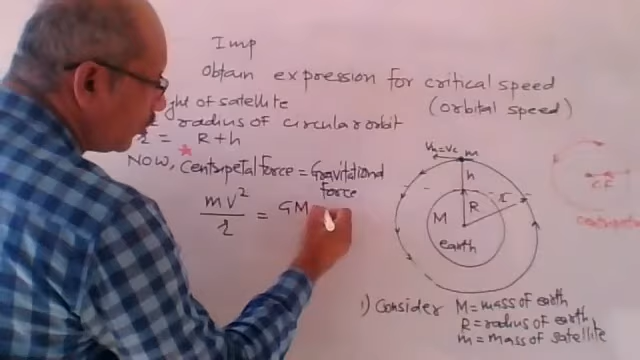 Imp
Obtain expression for critical speed
(orbital speed)
ght of satellite
radius of circular orbit
r = R+h
Now, Centripetal force = Gravitational force
mv²
r
= GM
Vh=Vc m
h
R
r
M
earth
C.F.
1) Consider M = mass of earth
R = radius of earth
m = mass of satellite